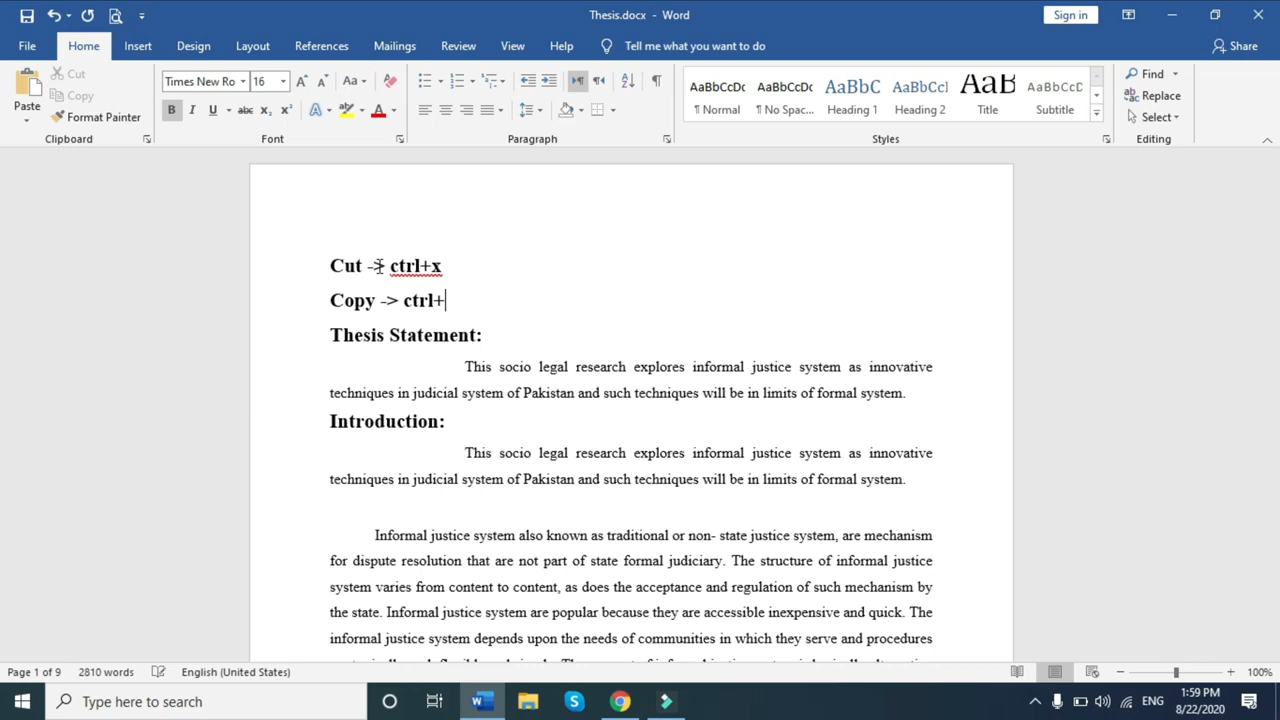 Thesis.docx - Word
Sign in
File Home Insert Design Layout References Mailings Review View Help Tell me what you want to do Share
Paste
Cut
Copy
Format Painter
Clipboard
Times New Ro 16
Font
Paragraph
AaBbCcDc AaBbCcDc AaBbC AaBbCcI AaB AaBbCcD
¶ Normal ¶ No Spac... Heading 1 Heading 2 Title Subtitle
Styles
Find
Replace
Select
Editing
Cut -> ctrl+x
Copy -> ctrl+
Thesis Statement:
This socio legal research explores informal justice system as innovative
techniques in judicial system of Pakistan and such techniques will be in limits of formal system.
Introduction:
This socio legal research explores informal justice system as innovative
techniques in judicial system of Pakistan and such techniques will be in limits of formal system.
Informal justice system also known as traditional or non- state justice system, are mechanism
for dispute resolution that are not part of state formal judiciary. The structure of informal justice
system varies from content to content, as does the acceptance and regulation of such mechanism by
the state. Informal justice system are popular because they are accessible inexpensive and quick. The
informal justice system depends upon the needs of communities in which they serve and procedures
Page 1 of 9 2810 words English (United States) 100%
Type here to search
ENG
1:59 PM
8/22/2020